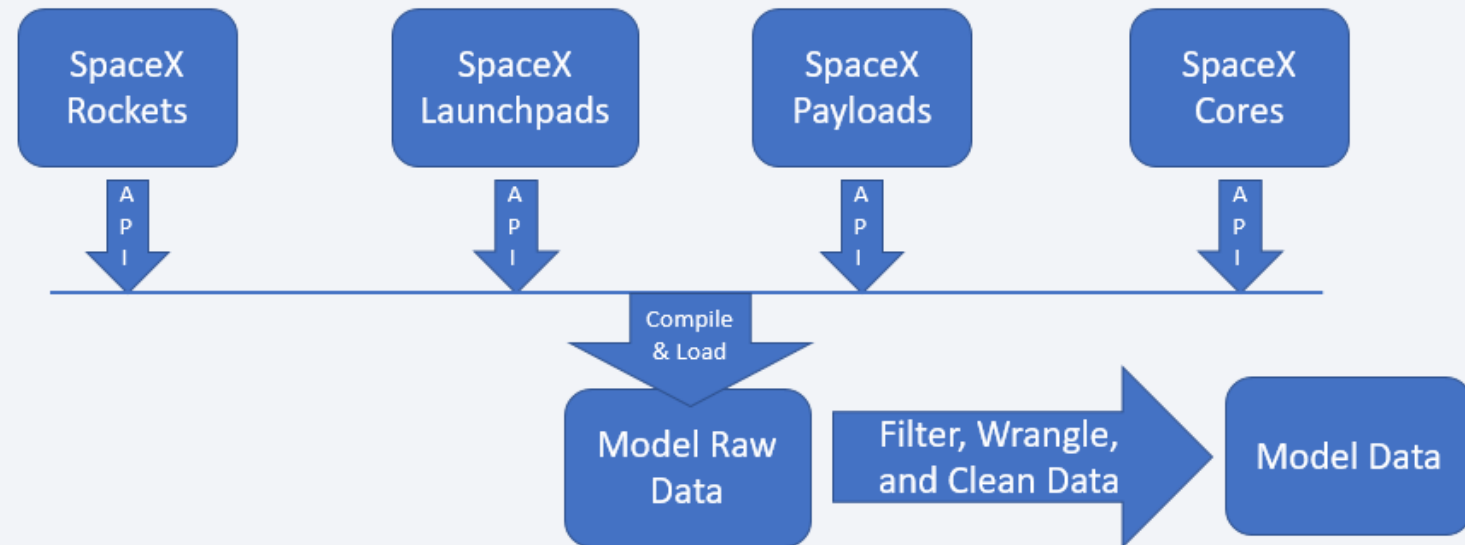 SpaceX
Rockets
SpaceX
Launchpads
SpaceX
Payloads
SpaceX
Cores
A
P
I
A
P
I
A
P
I
A
P
I
Compile
& Load
Model Raw
Data
Filter, Wrangle,
and Clean Data
Model Data